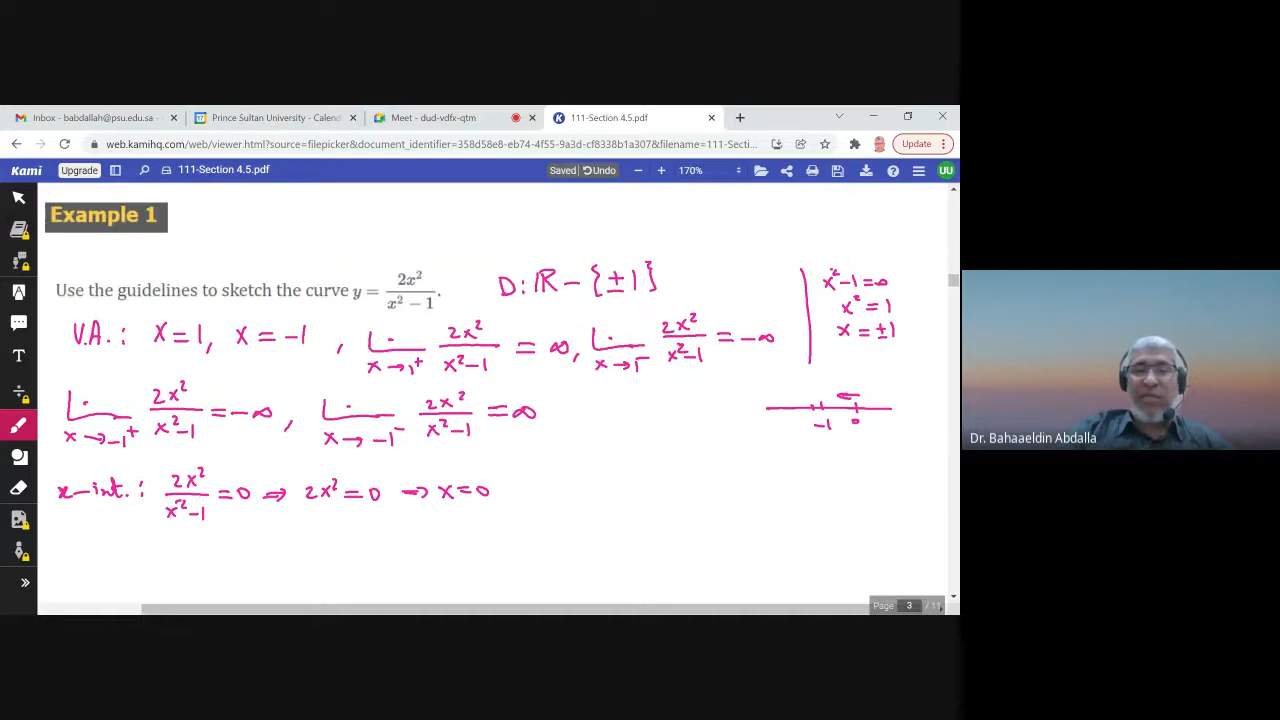 Inbox - babdallah@psu.edu.sa -
Prince Sultan University - Calend
Meet - dud-vdfx-qtm
111-Section 4.5.pdf
web.kamihq.com/web/viewer.html?source=filepicker&document_identifier=358d58e8-eb74-4f55-9a3d-cf8338b1a307&filename=111-Secti...
Update
Kami
Upgrade
111-Section 4.5.pdf
Saved
Undo
170%
UU
Example 1
Use the guidelines to sketch the curve y = 2x²/(x² − 1).
D: ℝ − {±1}
x²−1=∞
x²=1
x=±1
V.A.: X=1, X=−1, Lim x→1⁺ 2x²/(x²−1) = ∞, Lim x→1⁻ 2x²/(x²−1) = −∞
Lim x→−1⁺ 2x²/(x²−1) = −∞, Lim x→−1⁻ 2x²/(x²−1) = ∞
−1 0
x-int.: 2x²/(x²−1) = 0 ⇒ 2x²=0 → x=0
Page 3 / 11
Dr. Bahaaeldin Abdalla